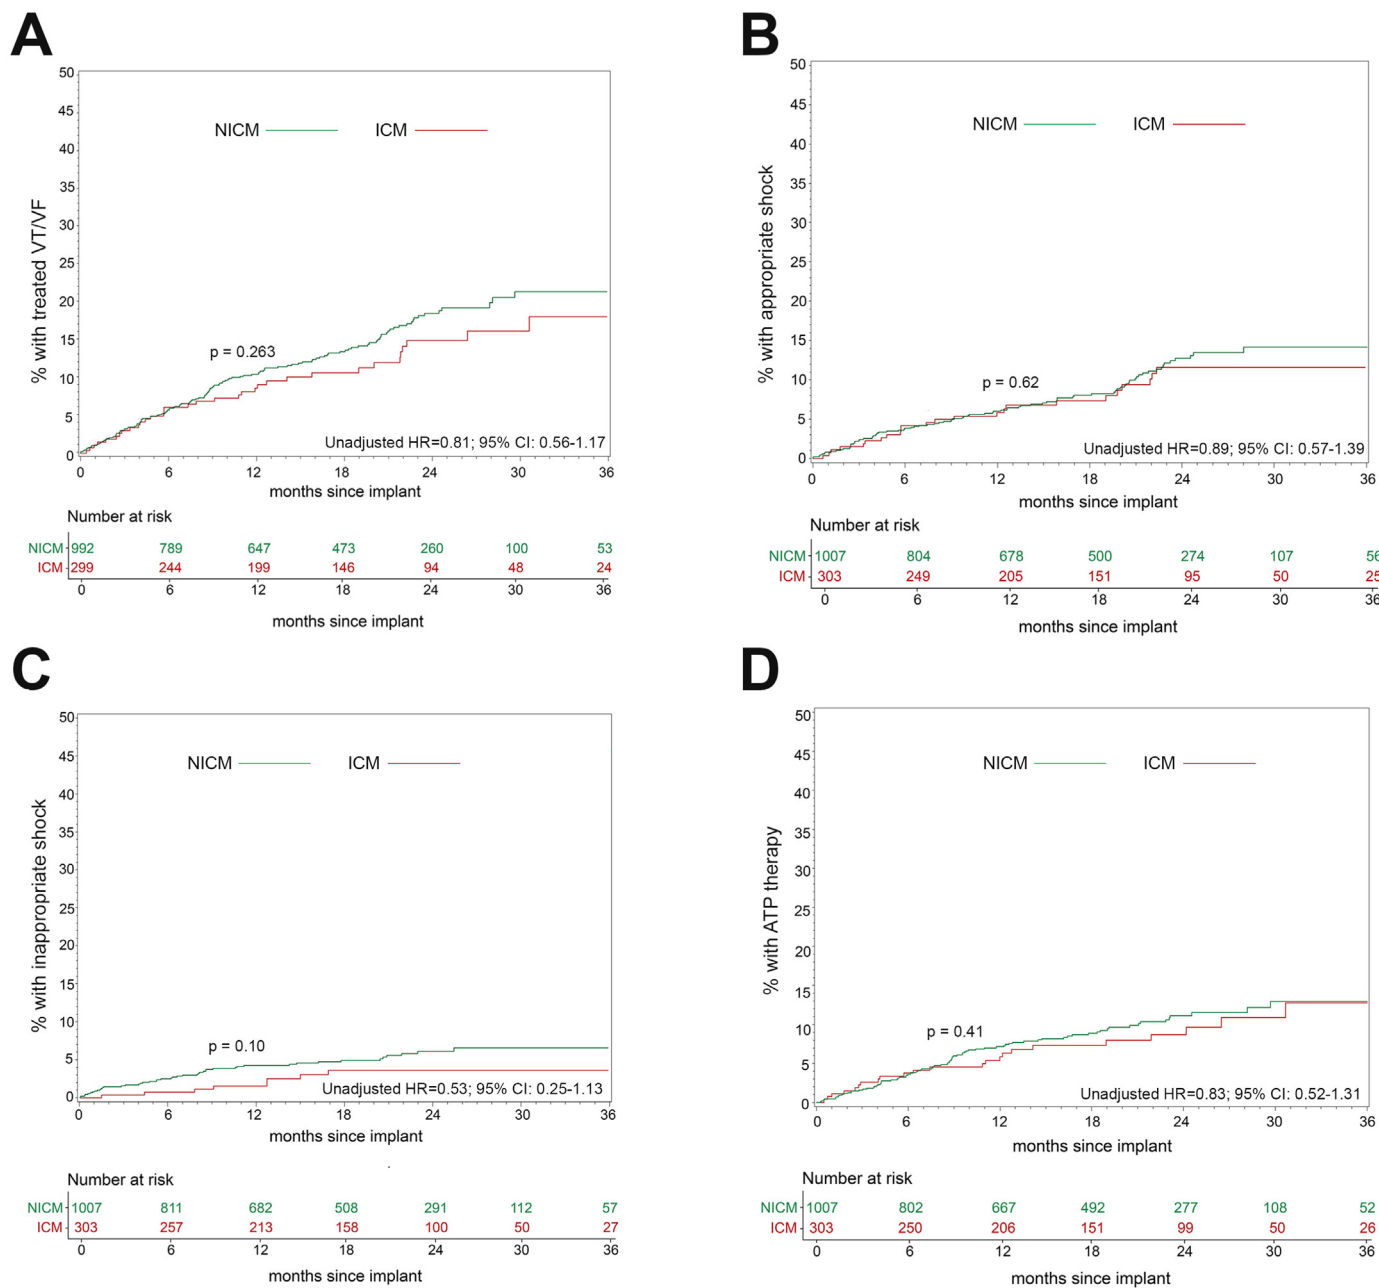 A
50
45
40
35
30
25
20
15
10
5
0
% with treated VT/VF
NICM ICM
p = 0.263
Unadjusted HR=0.81; 95% CI: 0.56-1.17
0 6 12 18 24 30 36
months since implant
Number at risk
NICM 992 789 647 473 260 100 53
ICM 299 244 199 146 94 48 24
0 6 12 18 24 30 36
months since implant
B
50
45
40
35
30
25
20
15
10
5
0
% with appropriate shock
NICM ICM
p = 0.62
Unadjusted HR=0.89; 95% CI: 0.57-1.39
0 6 12 18 24 30 36
months since implant
Number at risk
NICM 1007 804 678 500 274 107 56
ICM 303 249 205 151 95 50 25
0 6 12 18 24 30 36
months since implant
C
50
45
40
35
30
25
20
15
10
5
0
% with inappropriate shock
NICM ICM
p = 0.10
Unadjusted HR=0.53; 95% CI: 0.25-1.13
0 6 12 18 24 30 36
months since implant
Number at risk
NICM 1007 811 682 508 291 112 57
ICM 303 257 213 158 100 50 27
0 6 12 18 24 30 36
months since implant
D
50
45
40
35
30
25
20
15
10
5
0
% with ATP therapy
NICM ICM
p = 0.41
Unadjusted HR=0.83; 95% CI: 0.52-1.31
0 6 12 18 24 30 36
months since implant
Number at risk
NICM 1007 802 667 492 277 108 52
ICM 303 250 206 151 99 50 26
0 6 12 18 24 30 36
months since implant